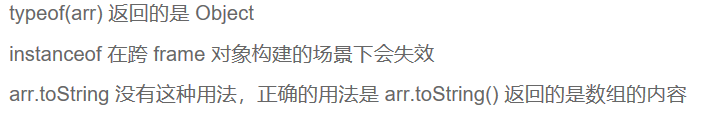 typeof(arr) 返回的是 Object
instanceof 在跨 frame 对象构建的场景下会失效
arr.toString 没有这种用法，正确的用法是 arr.toString() 返回的是数组的内容